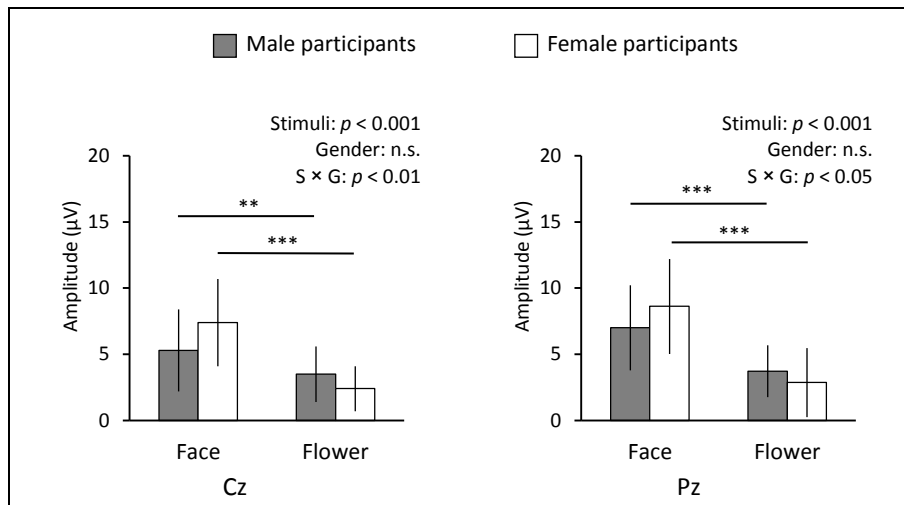 Male participants
Female participants
Stimuli: p < 0.001
Gender: n.s.
S × G: p < 0.01
20
15
10
5
0
Amplitude (µV)
**
***
Face
Flower
Cz
Stimuli: p < 0.001
Gender: n.s.
S × G: p < 0.05
20
15
10
5
0
Amplitude (µV)
***
***
Face
Flower
Pz